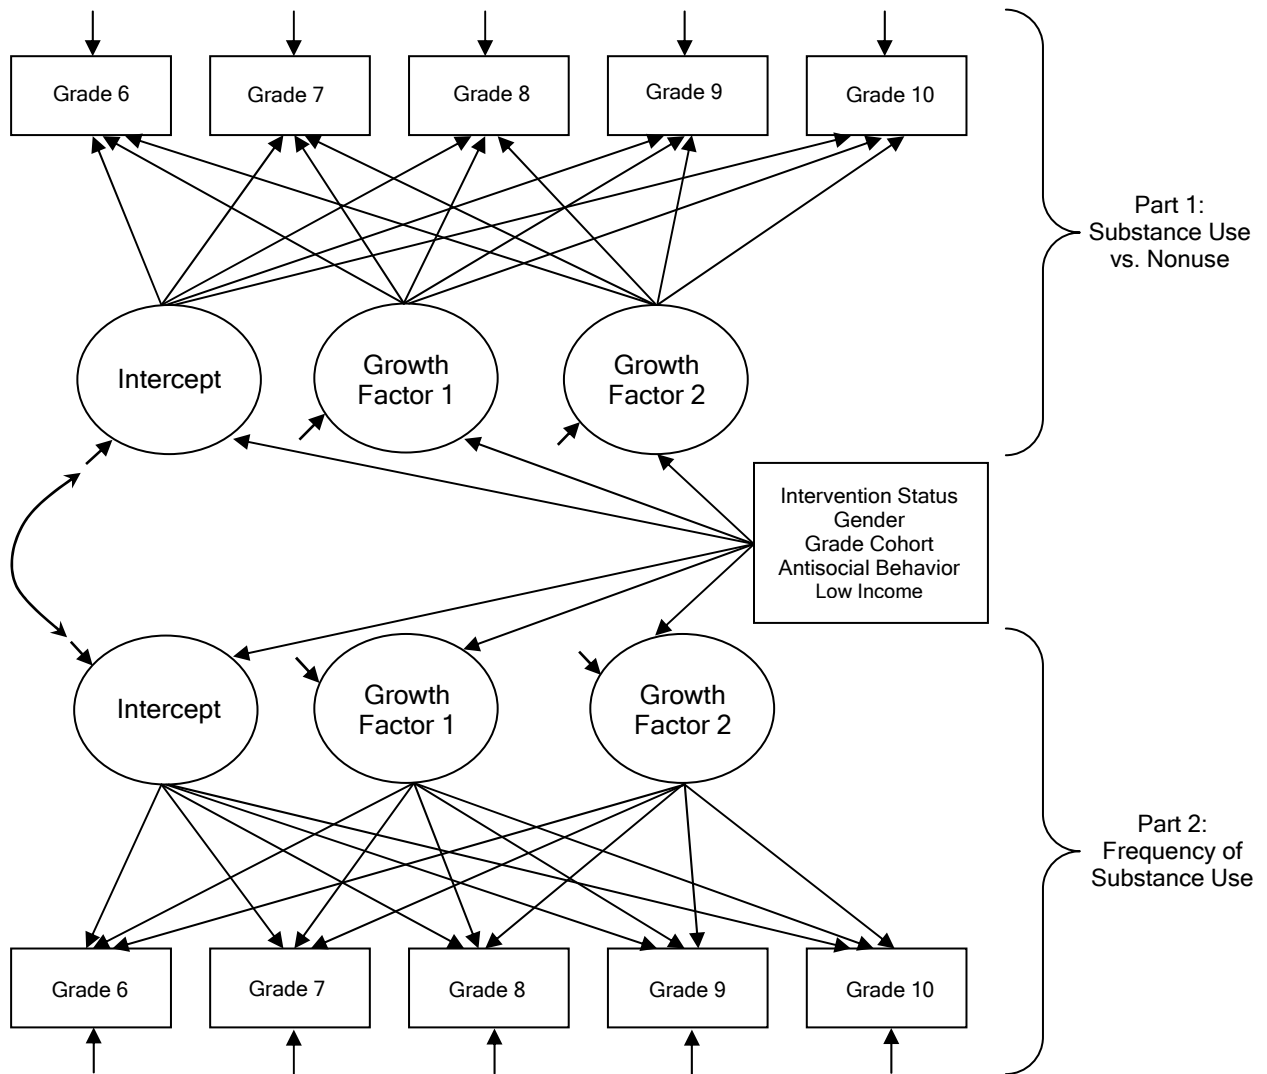 Grade 6
Grade 7
Grade 8
Grade 9
Grade 10
Part 1:
Substance Use
vs. Nonuse
Intercept
Growth
Factor 1
Growth
Factor 2
Intervention Status
Gender
Grade Cohort
Antisocial Behavior
Low Income
Intercept
Growth
Factor 1
Growth
Factor 2
Part 2:
Frequency of
Substance Use
Grade 6
Grade 7
Grade 8
Grade 9
Grade 10